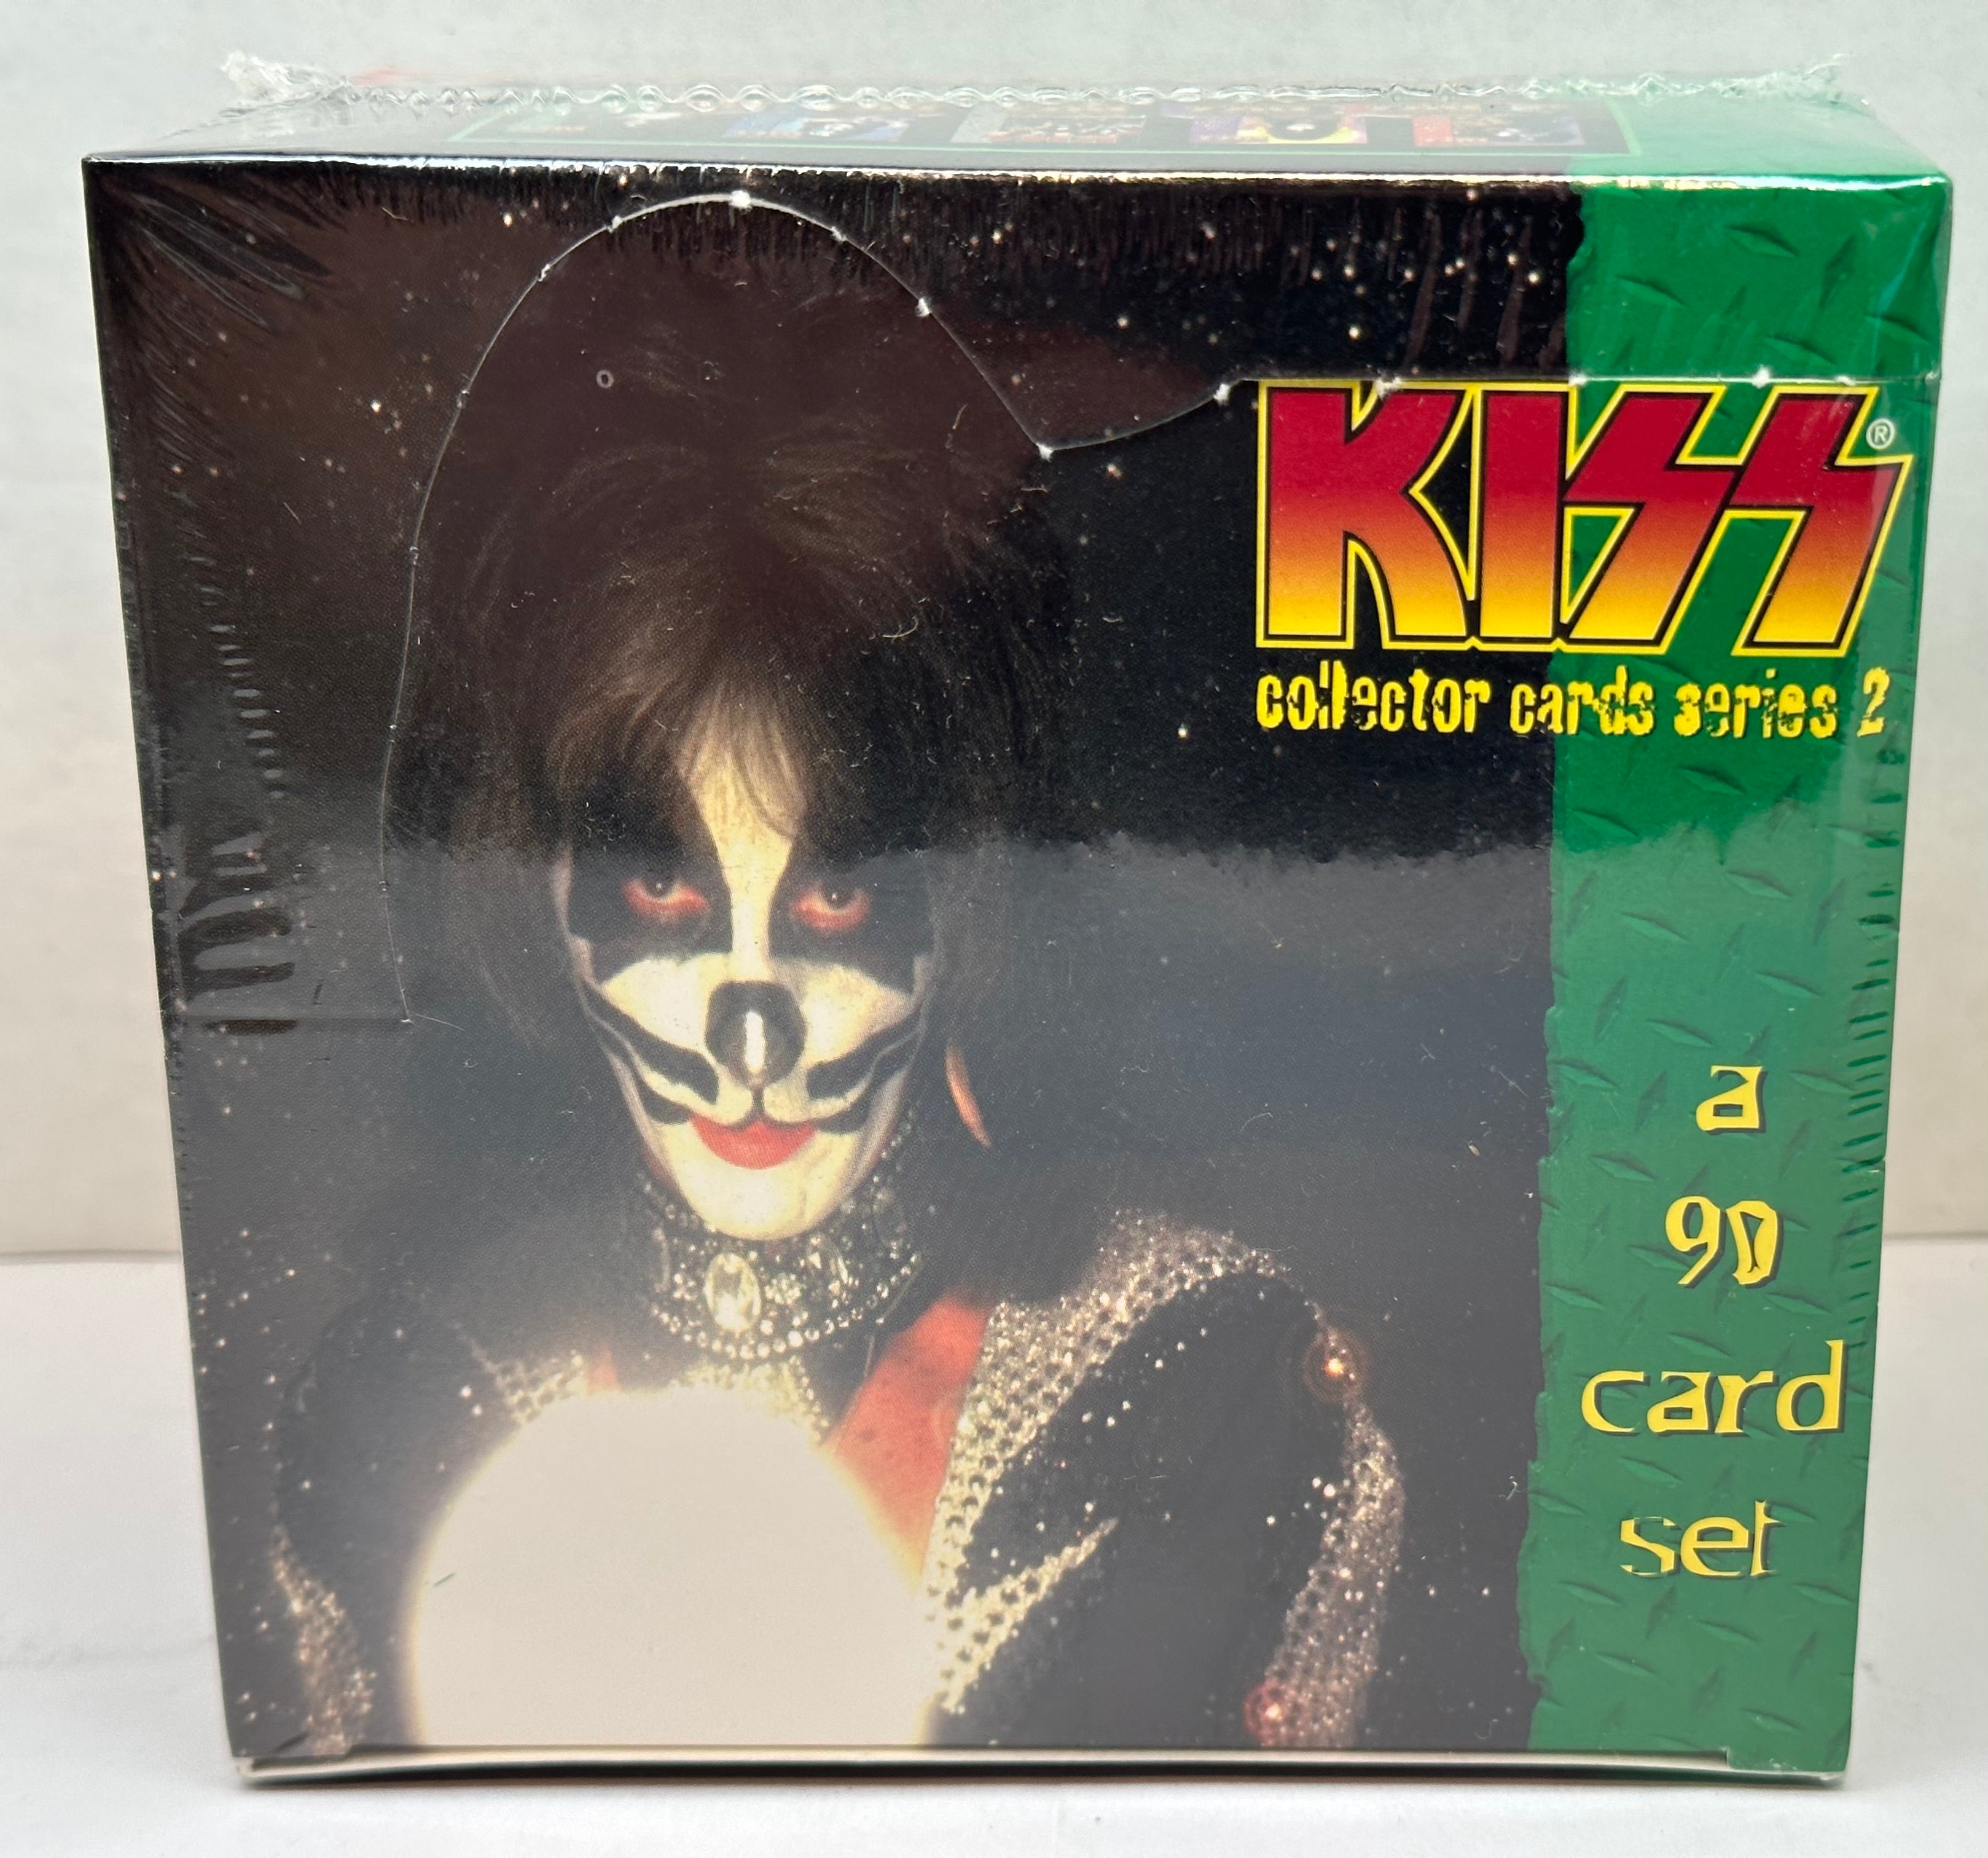 KISS®
collector cards series 2
a
90
card
set